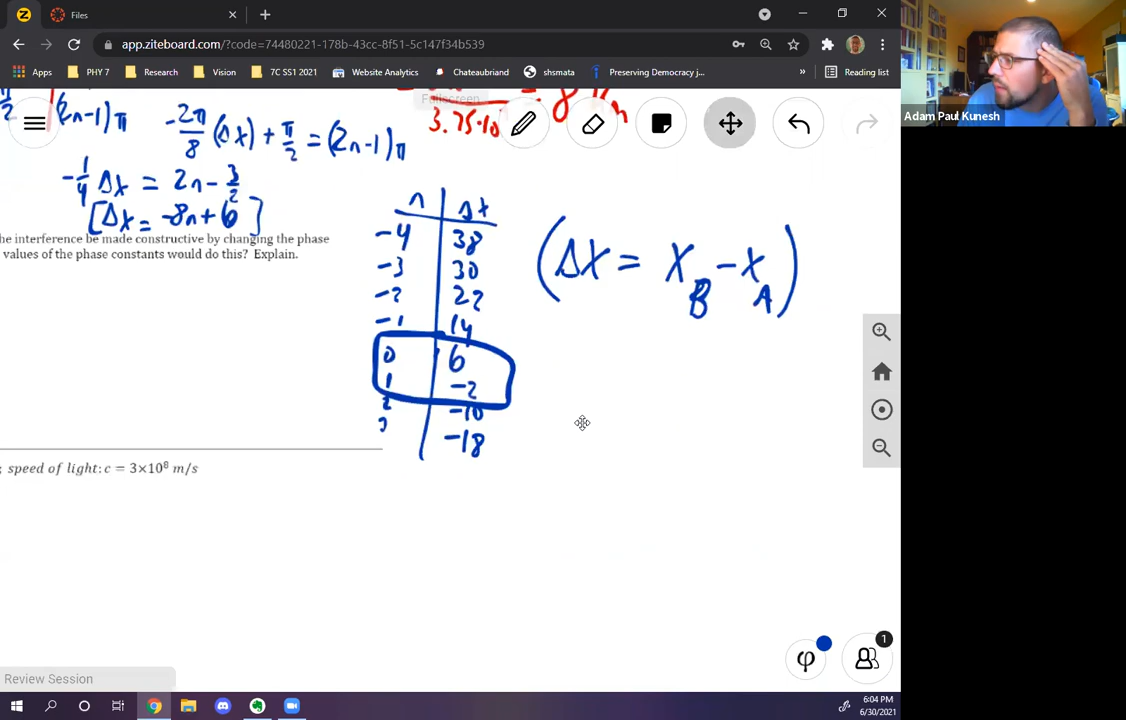 Files
app.ziteboard.com/?code=74480221-178b-43cc-8f51-5c147f34b539
Apps PHY 7 Research Vision 7C SS1 2021 Website Analytics Chateaubriand shsmata Preserving Democracy j... » Reading list
Adam Paul Kunesh
Fullscreen
3.75·10
(2n-1)π
-2π/8 (Δx) + π/2 = (2n-1)π
-1/4 Δx = 2n - 3/2
[Δx = -8n+6]
he interference be made constructive by changing the phase
values of the phase constants would do this? Explain.
n Δx
-4 38
-3 30
-2 22
-1 14
0 6
1 -2
2 -10
-18
(Δx = x_B - x_A)
; speed of light: c = 3×10⁸ m/s
φ
1
Review Session
6:04 PM
6/30/2021